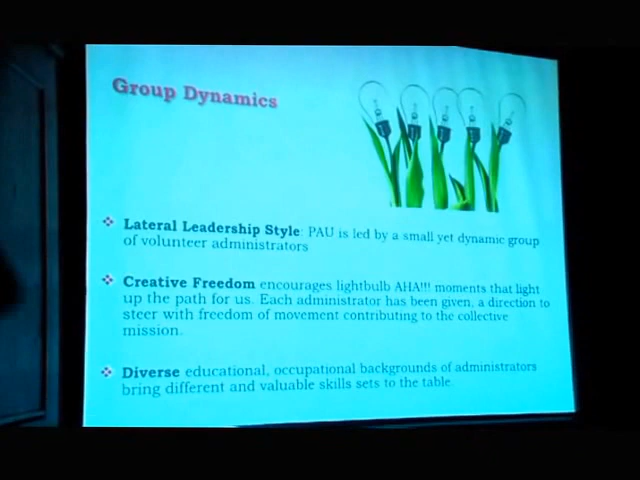 Group Dynamics
Lateral Leadership Style: PAU is led by a small yet dynamic group
of volunteer administrators
Creative Freedom encourages lightbulb AHA!!! moments that light
up the path for us. Each administrator has been given, a direction to
steer with freedom of movement contributing to the collective
mission.
Diverse educational, occupational backgrounds of administrators
bring different and valuable skills sets to the table.